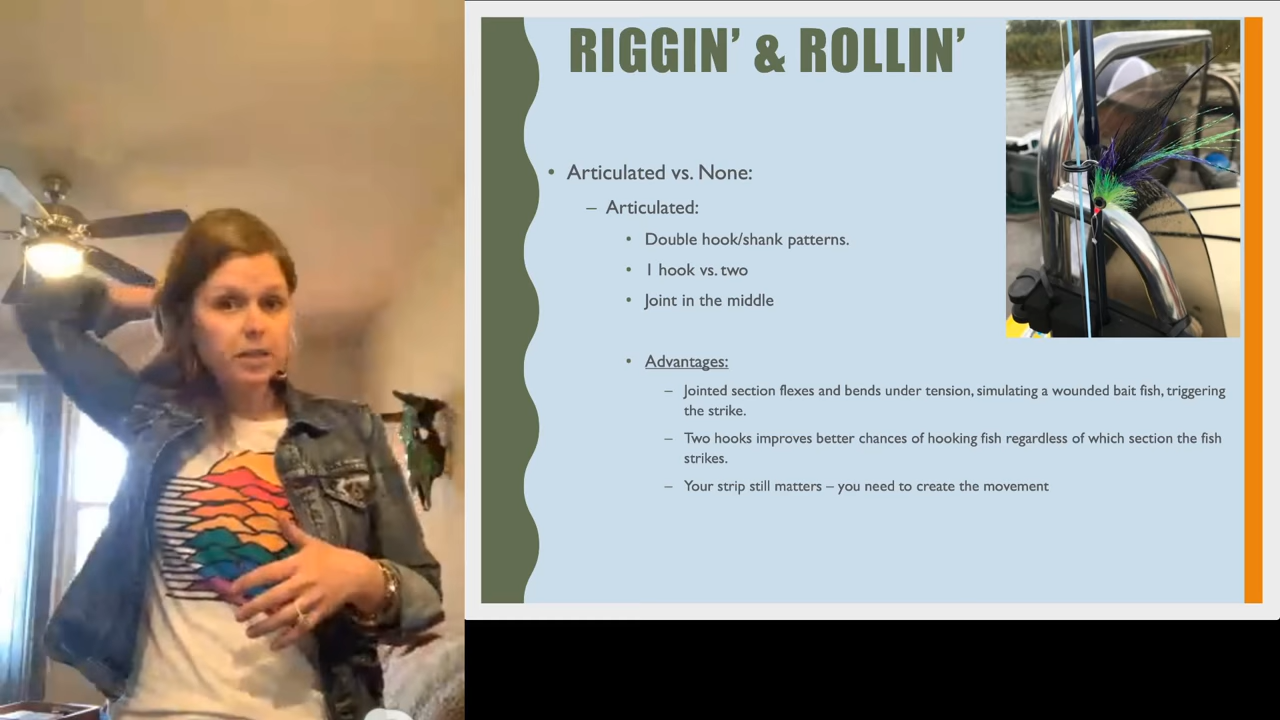 RIGGIN' & ROLLIN'
• Articulated vs. None:
– Articulated:
• Double hook/shank patterns.
• 1 hook vs. two
• Joint in the middle
• Advantages:
– Jointed section flexes and bends under tension, simulating a wounded bait fish, triggering
the strike.
– Two hooks improves better chances of hooking fish regardless of which section the fish
strikes.
– Your strip still matters – you need to create the movement